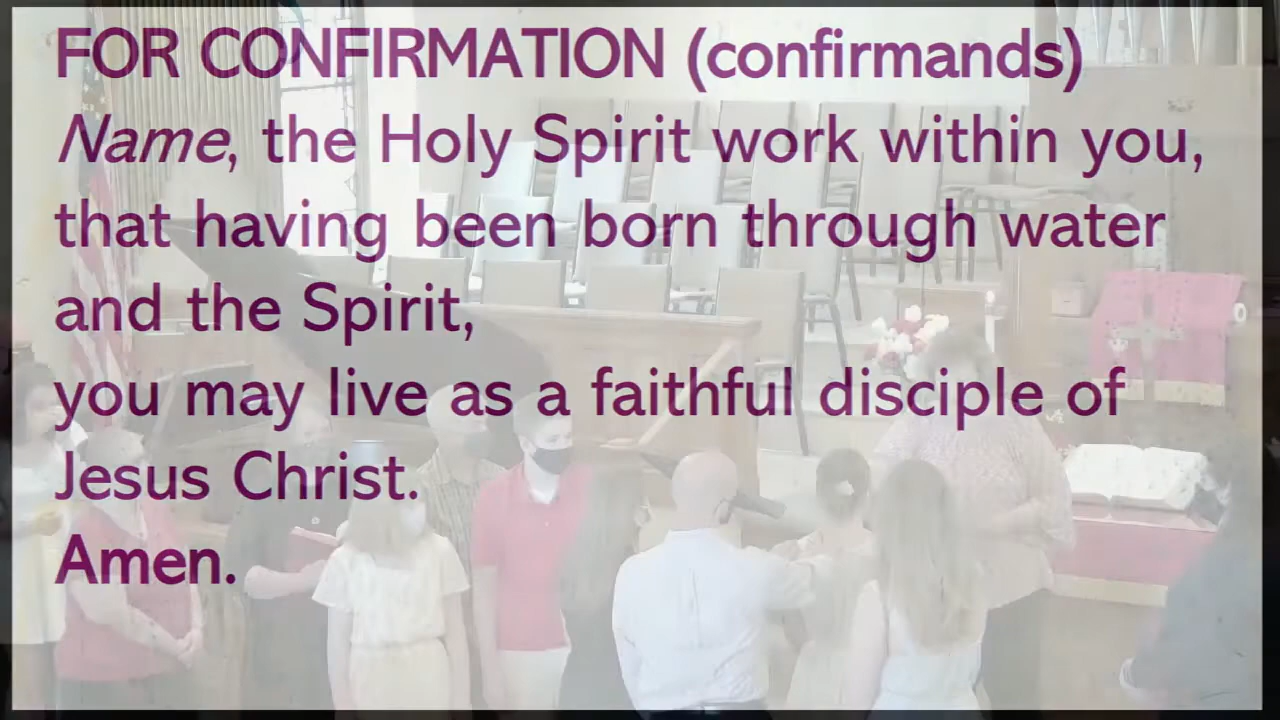 FOR CONFIRMATION (confirmands)
Name, the Holy Spirit work within you,
that having been born through water
and the Spirit,
you may live as a faithful disciple of
Jesus Christ.
Amen.